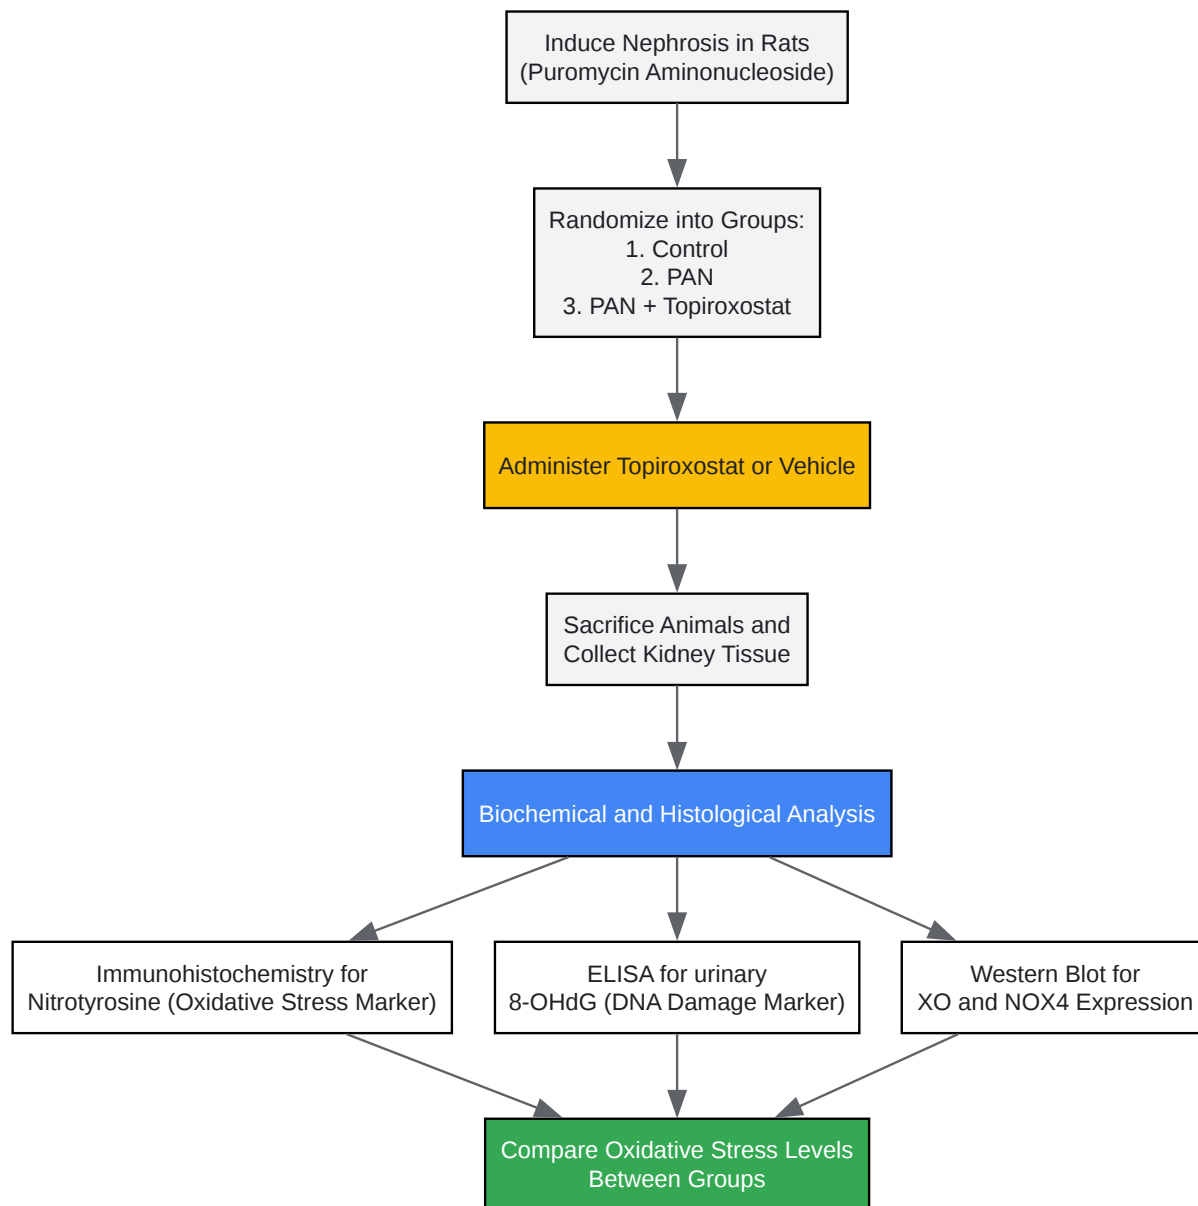 Induce Nephrosis in Rats
(Puromycin Aminonucleoside)
Randomize into Groups:
1. Control
2. PAN
3. PAN + Topiroxostat
Administer Topiroxostat or Vehicle
Sacrifice Animals and
Collect Kidney Tissue
Biochemical and Histological Analysis
Immunohistochemistry for
Nitrotyrosine (Oxidative Stress Marker)
ELISA for urinary
8-OHdG (DNA Damage Marker)
Western Blot for
XO and NOX4 Expression
Compare Oxidative Stress Levels
Between Groups